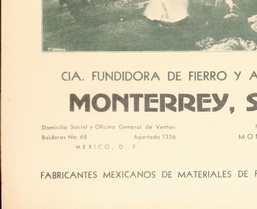 CIA. FUNDIDORA DE FIERRO Y A
MONTERREY, S
Domicilio Social y Oficina General de Ventas:
Balderas No. 68 Apartado 1336
MEXICO, D. F.
MON
FABRICANTES MEXICANOS DE MATERIALES DE F